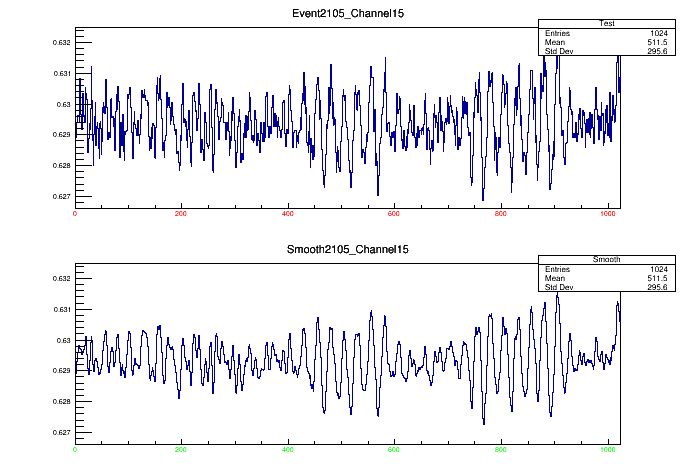 Event2105_Channel15
Test
Entries 1024
Mean 511.5
Std Dev 295.6
0.632
0.631
0.63
0.629
0.628
0.627
0 200 400 600 800 1000
Smooth2105_Channel15
Smooth
Entries 1024
Mean 511.5
Std Dev 295.6
0.632
0.631
0.63
0.629
0.628
0.627
0 200 400 600 800 1000